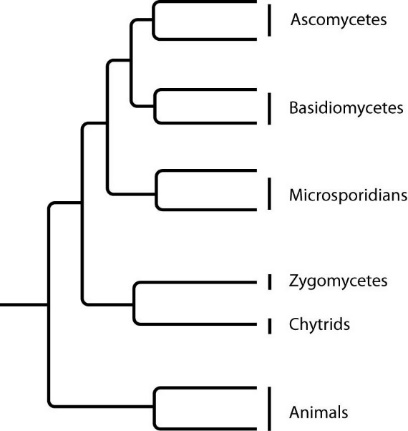 Ascomycetes
Basidiomycetes
Microsporidians
Zygomycetes
Chytrids
Animals